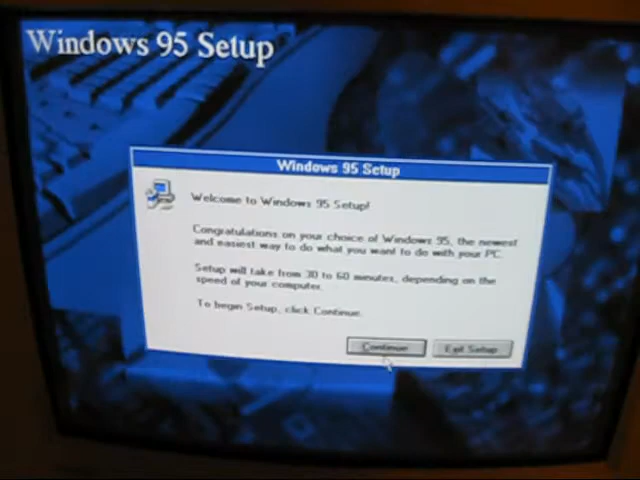 Windows 95 Setup
Windows 95 Setup
Welcome to Windows 95 Setup!
Congratulations on your choice of Windows 95, the newest
and easiest way to do what you want to do with your PC.
Setup will take from 30 to 60 minutes, depending on the
speed of your computer.
To begin Setup, click Continue.
Continue
Exit Setup